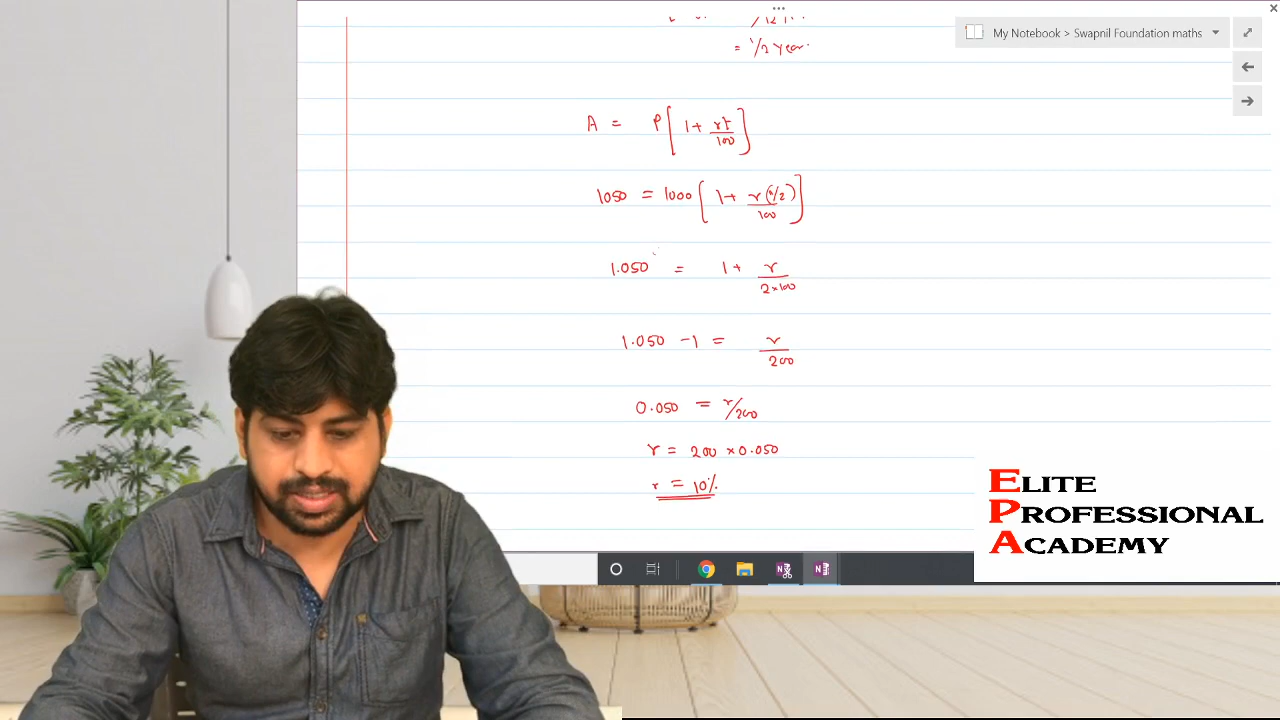 My Notebook > Swapnil Foundation maths
= 1/2 Year.
A = P[1+ rt/100]
1050 = 1000[1+ r(1/2)/100]
1.050 = 1+ r/2×100
1.050 -1 = r/200
0.050 = r/200
r = 200 ×0.050
r = 10%
ELITE
PROFESSIONAL
ACADEMY